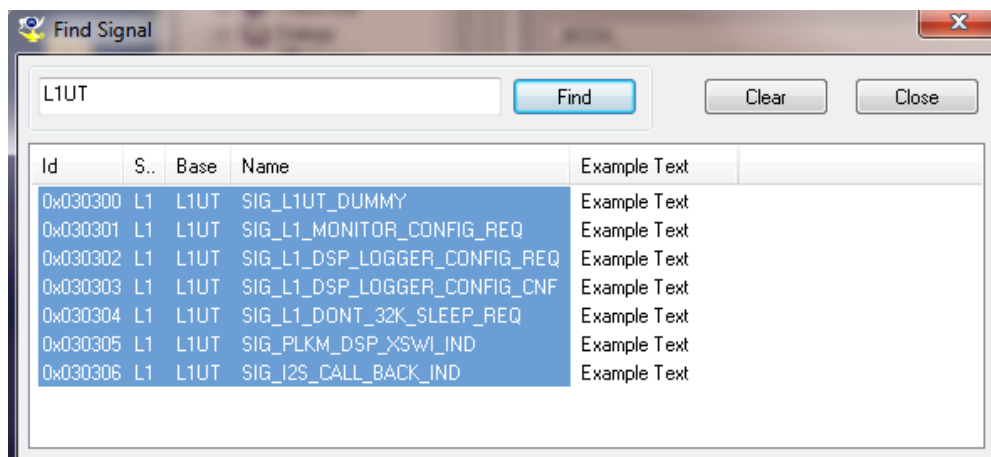 Find Signal
L1UT Find Clear Close
Id S.. Base Name Example Text
0x030300 L1 L1UT SIG_L1UT_DUMMY Example Text
0x030301 L1 L1UT SIG_L1_MONITOR_CONFIG_REQ Example Text
0x030302 L1 L1UT SIG_L1_DSP_LOGGER_CONFIG_REQ Example Text
0x030303 L1 L1UT SIG_L1_DSP_LOGGER_CONFIG_CNF Example Text
0x030304 L1 L1UT SIG_L1_DONT_32K_SLEEP_REQ Example Text
0x030305 L1 L1UT SIG_PLKM_DSP_XSWI_IND Example Text
0x030306 L1 L1UT SIG_I2S_CALL_BACK_IND Example Text